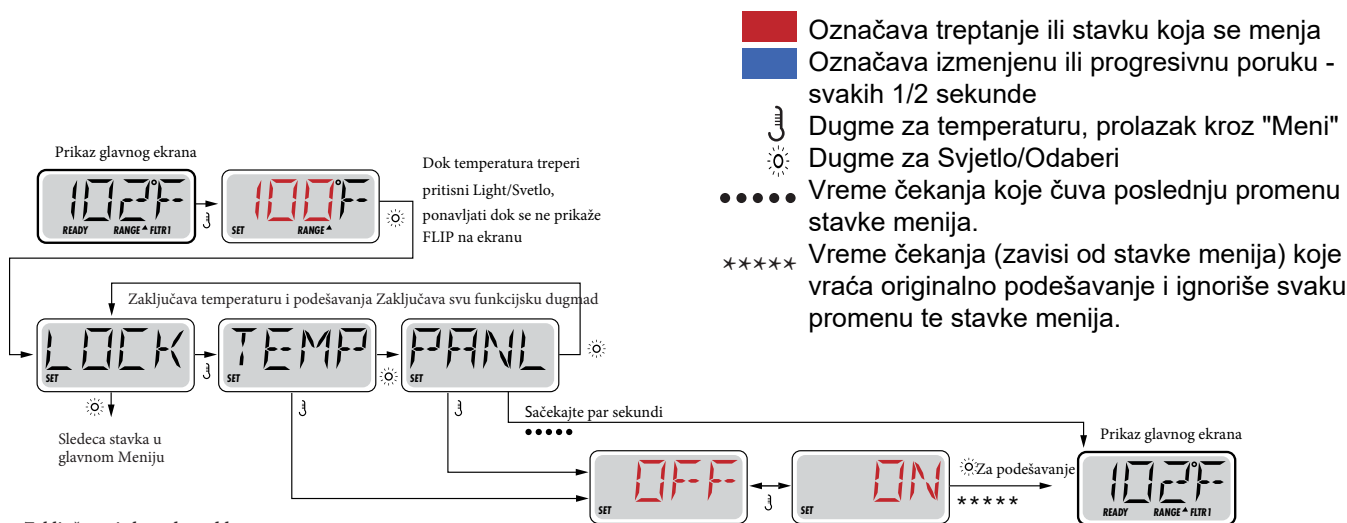 Označava treptanje ili stavku koja se menja
Označava izmenjenu ili progresivnu poruku -
svakih 1/2 sekunde
Dugme za temperaturu, prolazak kroz "Meni"
Dugme za Svjetlo/Odaberi
Vreme čekanja koje čuva poslednju promenu
stavke menija.
Vreme čekanja (zavisi od stavke menija) koje
vraća originalno podešavanje i ignoriše svaku
promenu te stavke menija.
Prikaz glavnog ekrana
102°F
READY RANGE FLTR1
100°F
SET RANGE
Dok temperatura treperi
pritisni Light/Svetlo,
ponavljati dok se ne prikaže
FLIP na ekranu
Zaključava temperaturu i podešavanja Zaključava svu funkcijsku dugmad
LOCK
SET
TEMP
SET
PANL
SET
Sledeca stavka u
glavnom Meniju
Sačekajte par sekundi
OFF
SET
ON
SET
Za podešavanje
*****
Prikaz glavnog ekrana
102°F
READY RANGE FLTR1